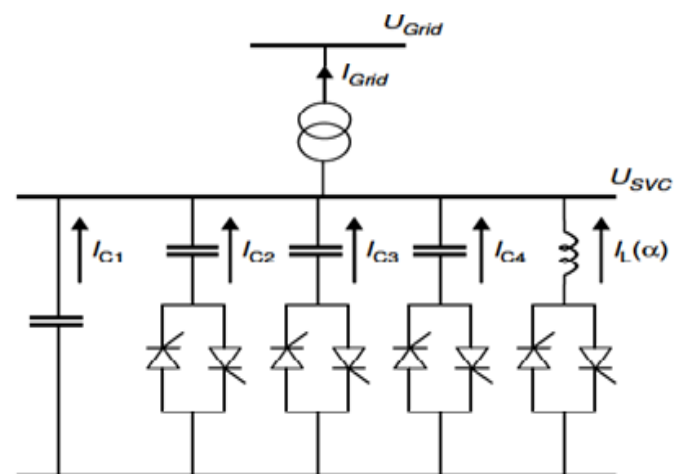 U_Grid
I_Grid
U_SVC
I_C1
I_C2
I_C3
I_C4
I_L(α)